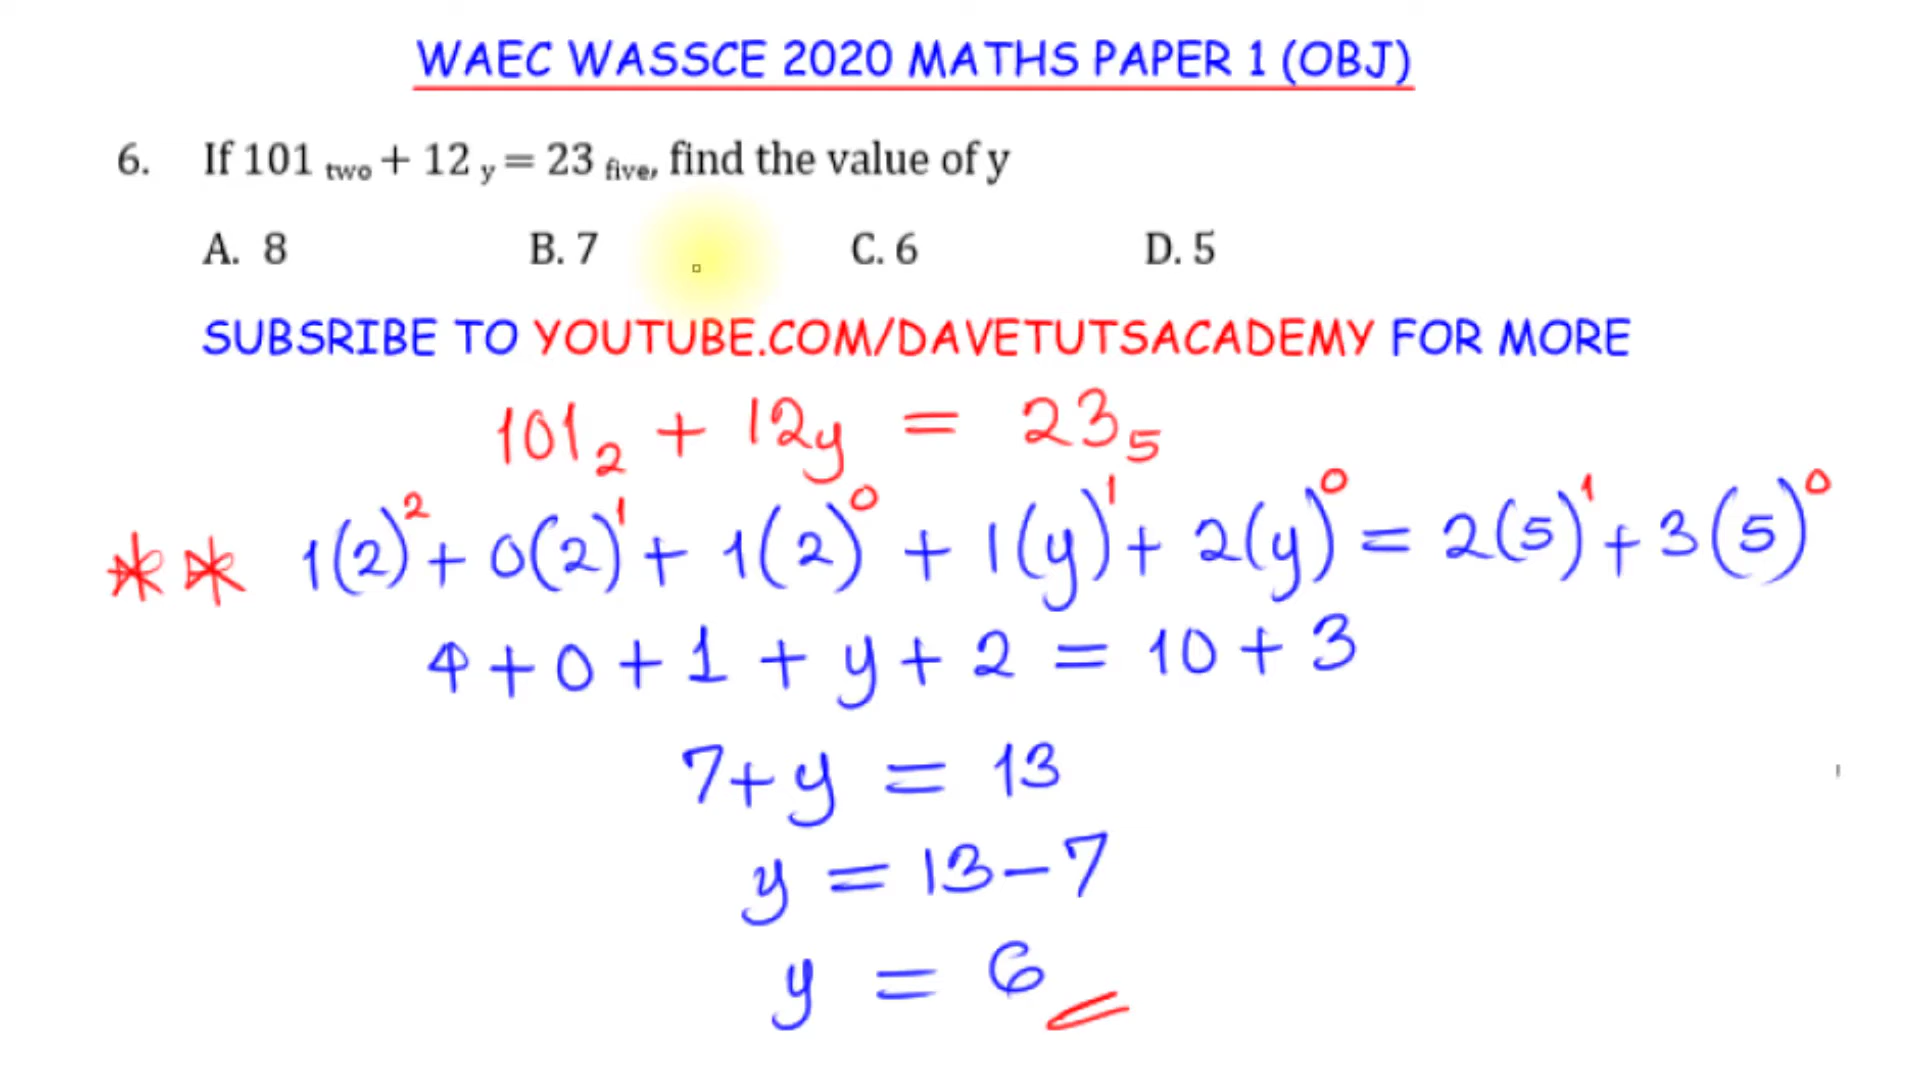 WAEC WASSCE 2020 MATHS PAPER 1 (OBJ)
6. If 101 two + 12 y = 23 five, find the value of y
A. 8 B. 7 C. 6 D. 5
SUBSRIBE TO YOUTUBE.COM/DAVETUTSACADEMY FOR MORE
101₂ + 12y = 23₅
** 1(2)² + 0(2)¹ + 1(2)⁰ + 1(y)¹ + 2(y)⁰ = 2(5)¹ + 3(5)⁰
4 + 0 + 1 + y + 2 = 10 + 3
7 + y = 13
y = 13 - 7
y = 6